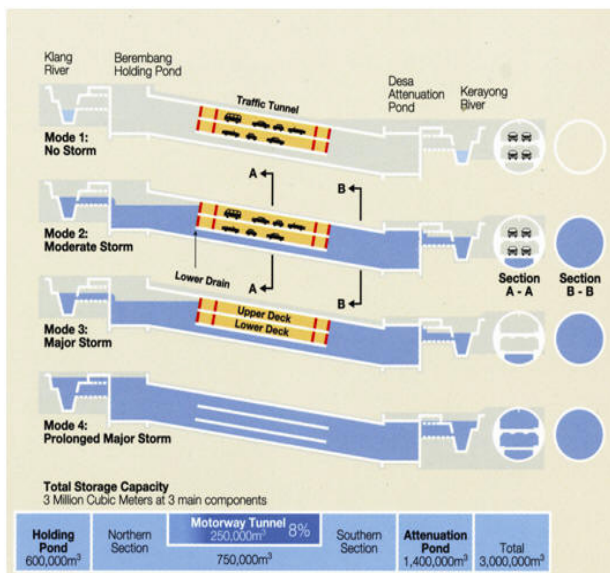 Klang
River
Berembang
Holding Pond
Desa
Attenuation
Pond
Kerayong
River
Traffic Tunnel
Mode 1:
No Storm
A
B
Mode 2:
Moderate Storm
Lower Drain
A
B
Section
A - A
Section
B - B
Mode 3:
Major Storm
Upper Deck
Lower Deck
Mode 4:
Prolonged Major Storm
Total Storage Capacity
3 Million Cubic Meters at 3 main components
Holding
Pond
600,000m³
Northern
Section
Motorway Tunnel
250,000m³ 8%
750,000m³
Southern
Section
Attenuation
Pond
1,400,000m³
Total
3,000,000m³